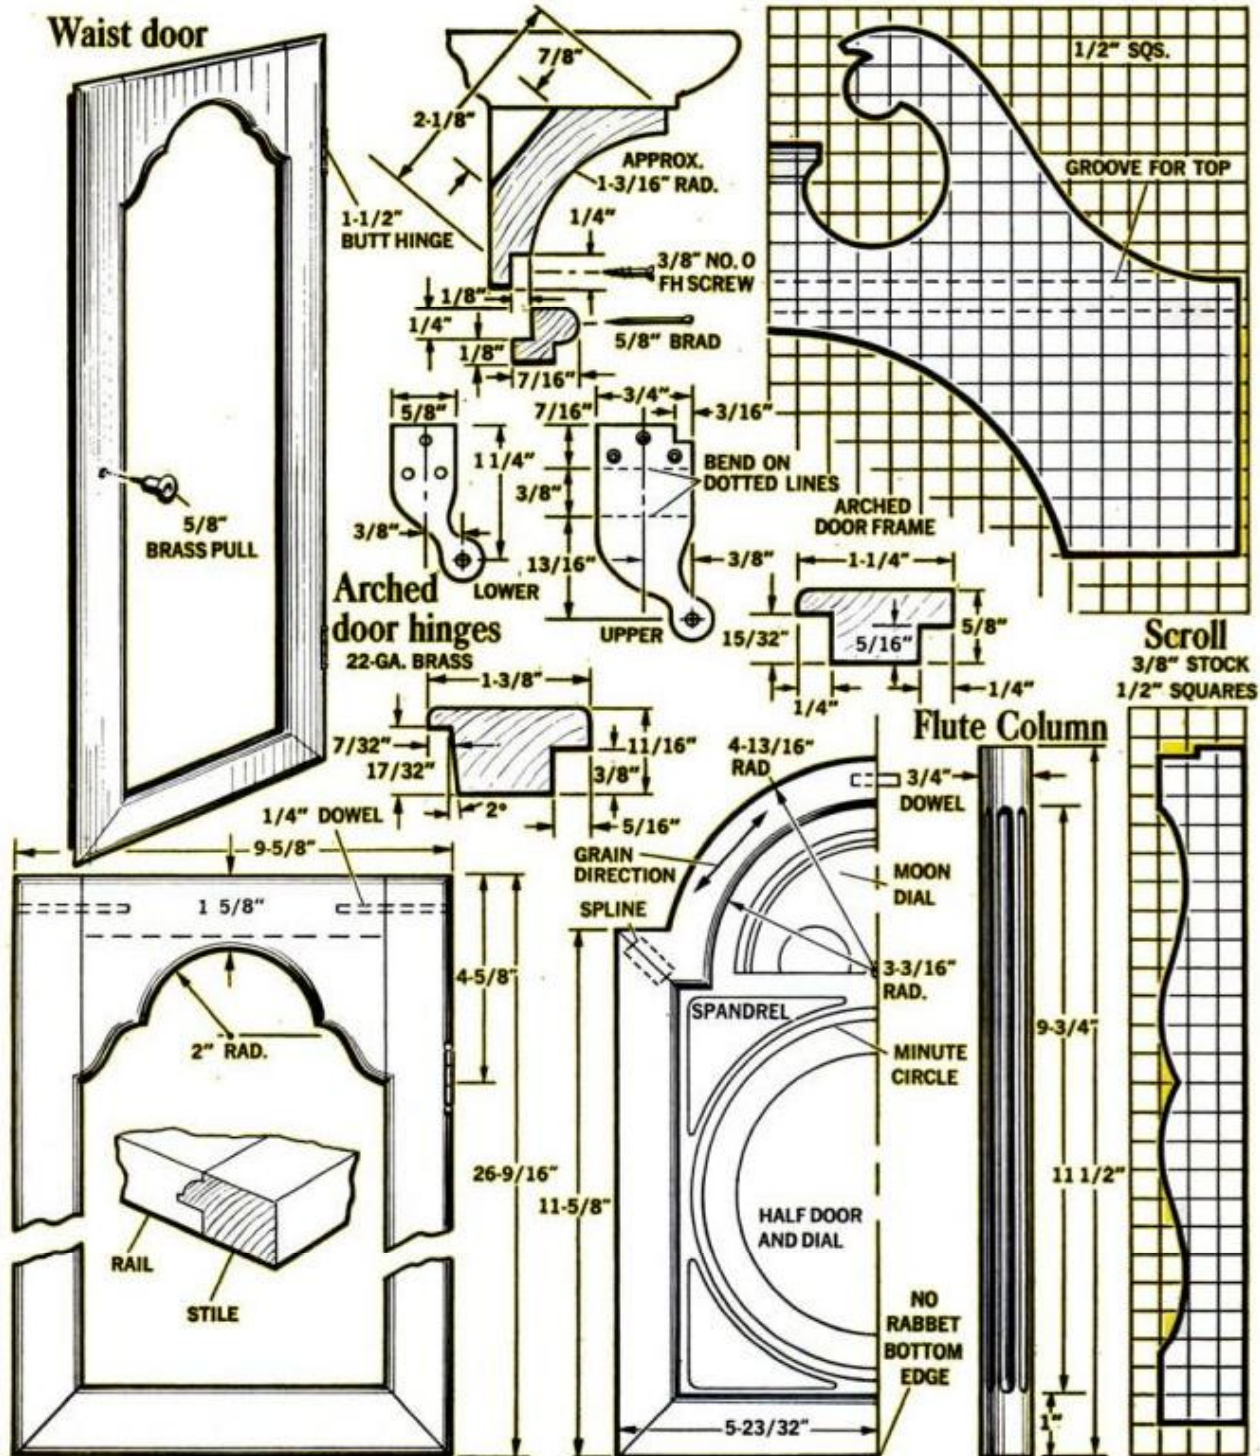 Waist door
7/8"
2-1/8"
APPROX.
1-3/16" RAD.
1/2" SQS.
GROOVE FOR TOP
1-1/2"
BUTT HINGE
1/4"
3/8" NO. 0
FH SCREW
1/8"
1/4"
1/8"
5/8" BRAD
7/16"
5/8"
1 1/4"
3/8"
LOWER
7/16"
3/4"
3/16"
BEND ON
DOTTED LINES
3/8"
13/16"
3/8"
UPPER
5/8"
BRASS PULL
Arched
door hinges
22-GA. BRASS
ARCHED
DOOR FRAME
1-1/4"
15/32"
5/16"
5/8"
1/4"
1/4"
Scroll
3/8" STOCK
1/2" SQUARES
1-3/8"
7/32"
17/32"
11/16"
3/8"
2°
5/16"
Flute Column
4-13/16"
RAD
3/4"
DOWEL
GRAIN
DIRECTION
MOON
DIAL
SPLINE
3-3/16"
RAD.
SPANDREL
MINUTE
CIRCLE
9-3/4"
11 1/2"
11-5/8"
HALF DOOR
AND DIAL
NO
RABBET
BOTTOM
EDGE
5-23/32"
1"
1/4" DOWEL
9-5/8"
1 5/8"
4-5/8"
2" RAD.
26-9/16"
RAIL
STILE